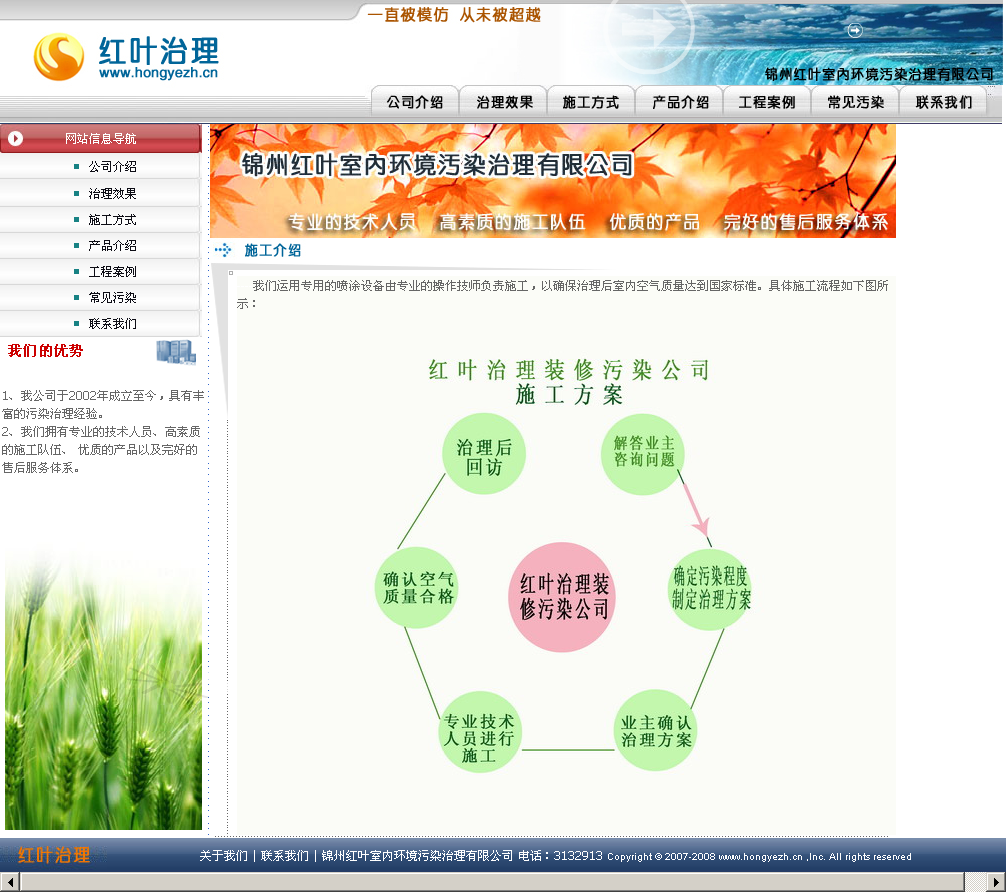 一直被模仿 从未被超越
红叶治理
www.hongyezh.cn
锦州红叶室内环境污染治理有限公司
公司介绍 治理效果 施工方式 产品介绍 工程案例 常见污染 联系我们
网站信息导航
公司介绍
治理效果
施工方式
产品介绍
工程案例
常见污染
联系我们
我们的优势
1、我公司于2002年成立至今，具有丰
富的污染治理经验。
2、我们拥有专业的技术人员、高素质
的施工队伍、 优质的产品以及完好的
售后服务体系。
锦州红叶室内环境污染治理有限公司
专业的技术人员 高素质的施工队伍 优质的产品 完好的售后服务体系
施工介绍
我们运用专用的喷涂设备由专业的操作技师负责施工，以确保治理后室内空气质量达到国家标准。具体施工流程如下图所
示：
红叶治理装修污染公司
施工方案
治理后
回访
解答业主
咨询问题
确认空气
质量合格
红叶治理装
修污染公司
确定污染程度
制定治理方案
专业技术
人员进行
施工
业主确认
治理方案
红叶治理
关于我们 | 联系我们 | 锦州红叶室内环境污染治理有限公司 电话：3132913 Copyright © 2007-2008 www.hongyezh.cn ,Inc. All rights reserved